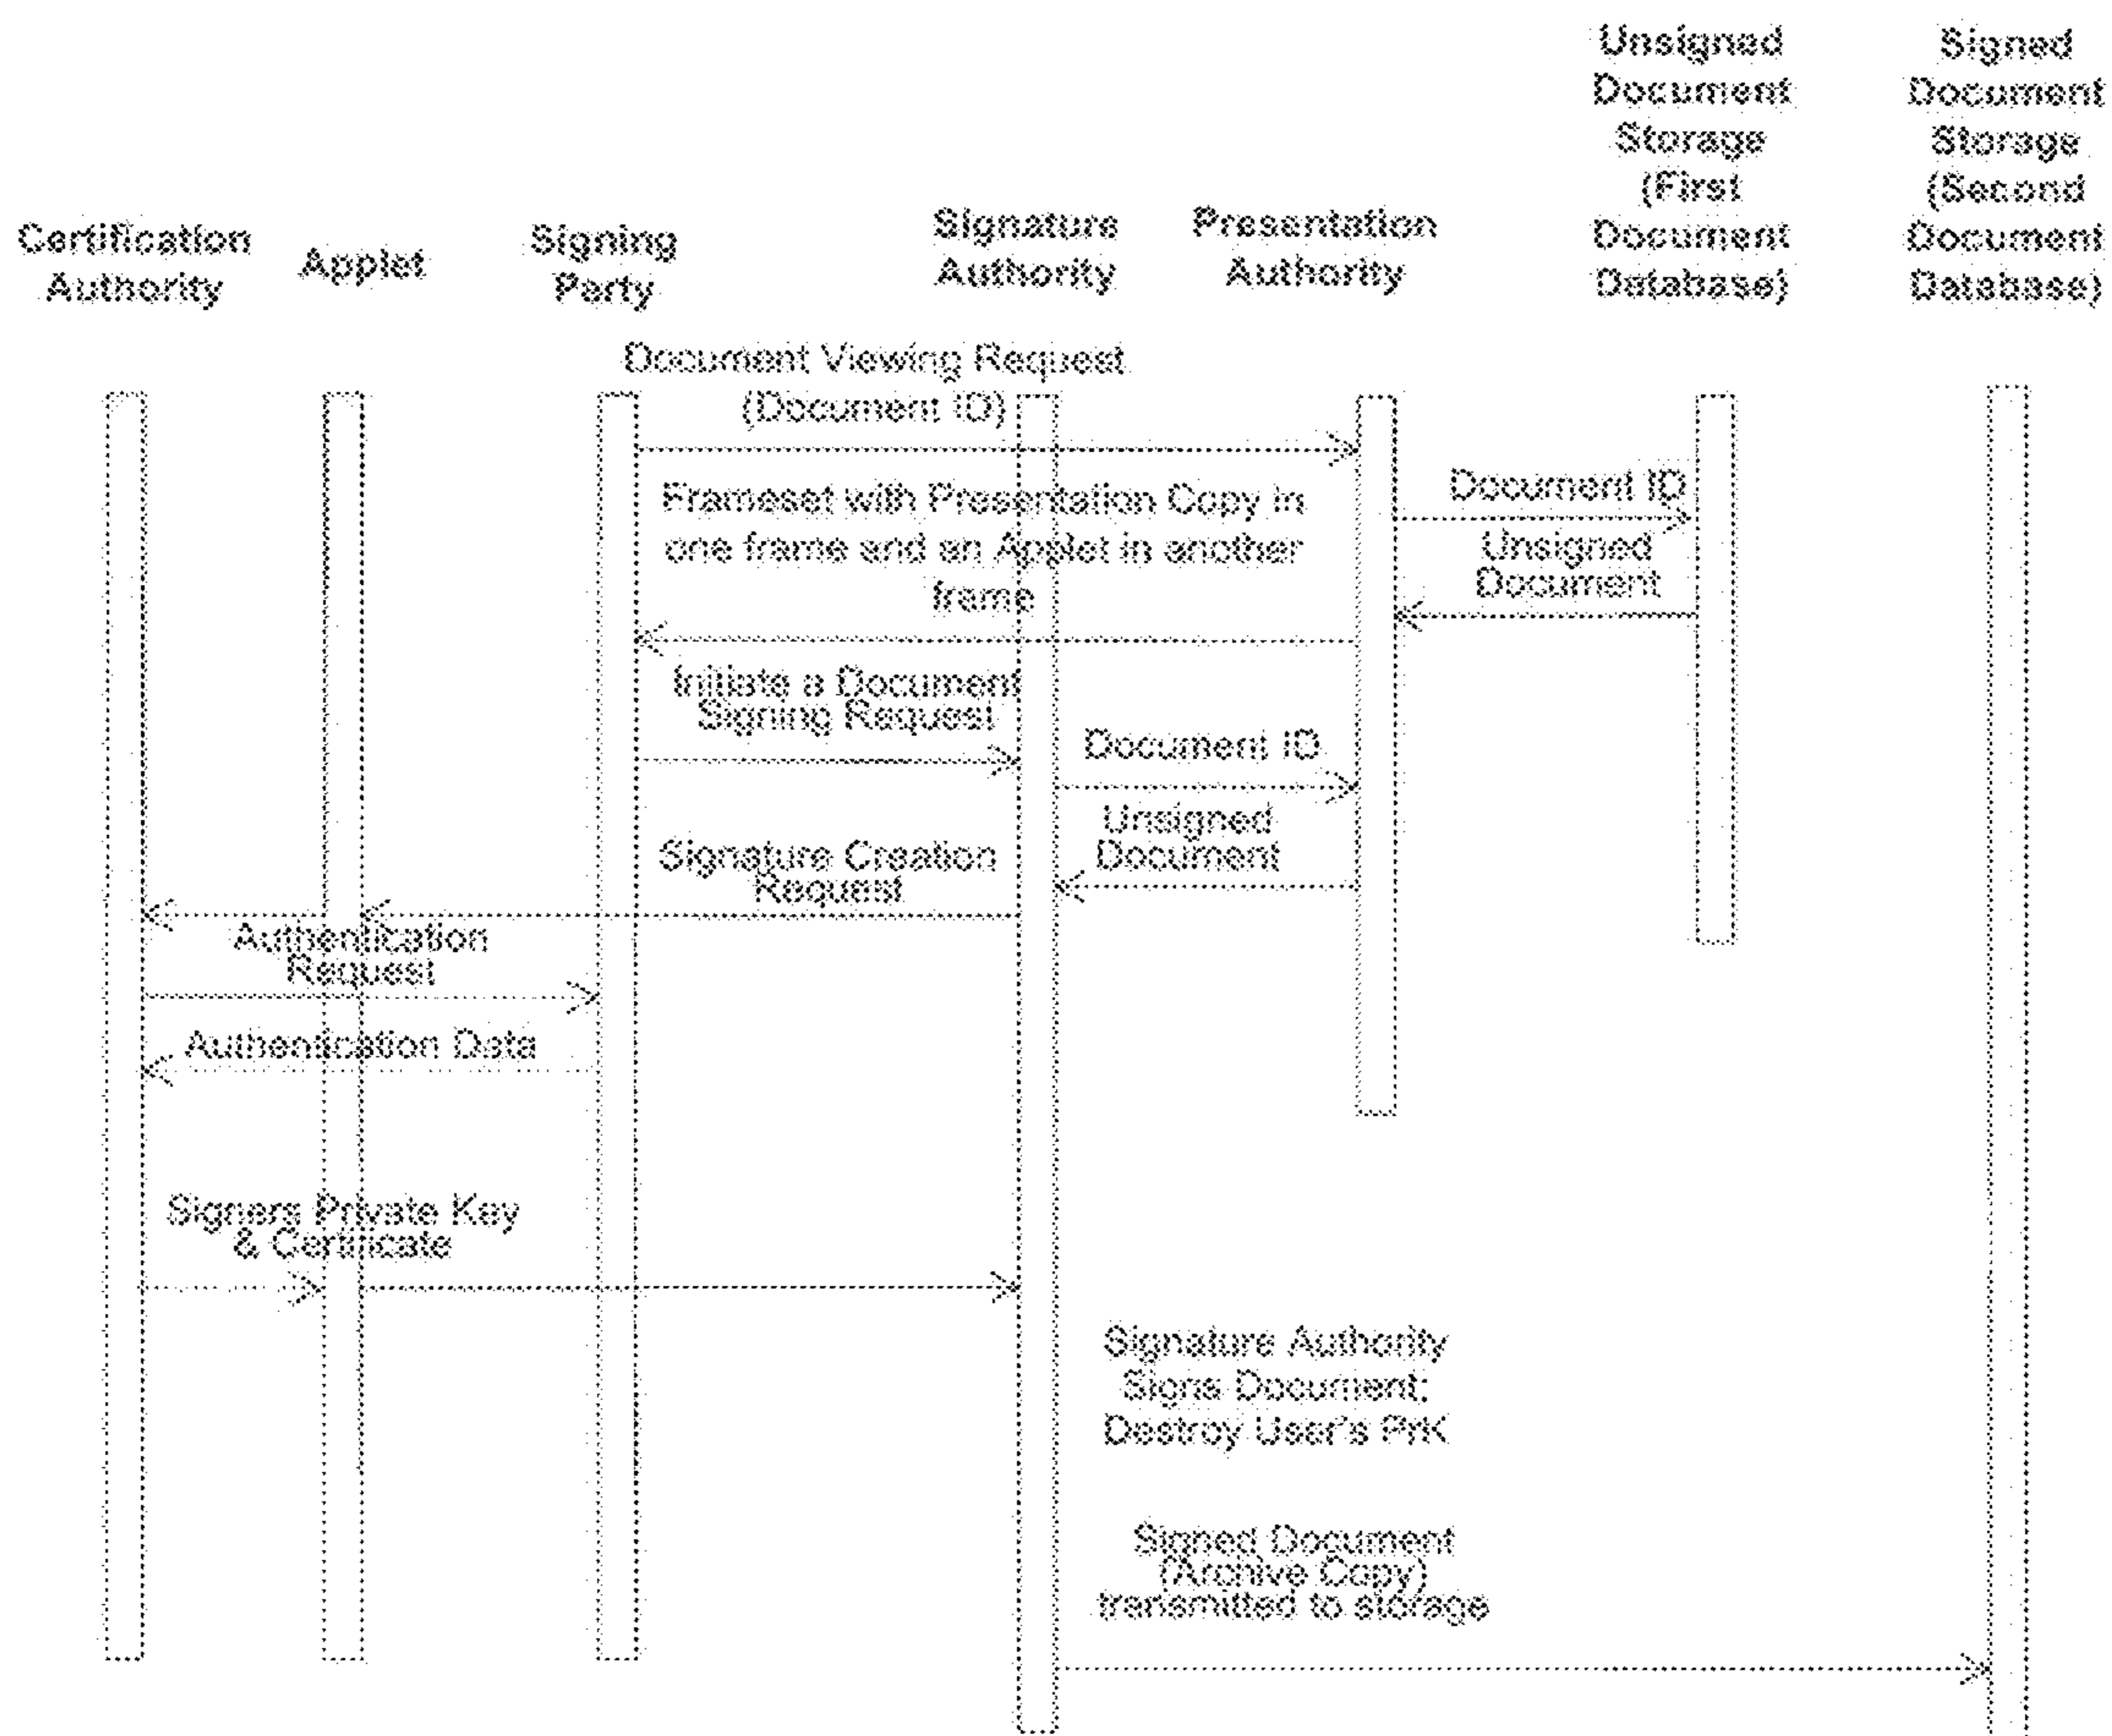 Certification
Authority
Applet
Signing
Party
Signature
Authority
Presentation
Authority
Unsigned
Document
Storage
(First
Document
Database)
Signed
Document
Storage
(Second
Document
Database)
Document Viewing Request
(Document ID)
Document ID
Unsigned
Document
Frameset with Presentation Copy in
one frame and an Applet in another
frame
Initiate a Document
Signing Request
Document ID
Unsigned
Document
Signature Creation
Request
Authentication
Request
Authentication Data
Signers Private Key
& Certificate
Signature Authority
Signs Document;
Destroy User's PrK
Signed Document
(Archive Copy)
transmitted to storage